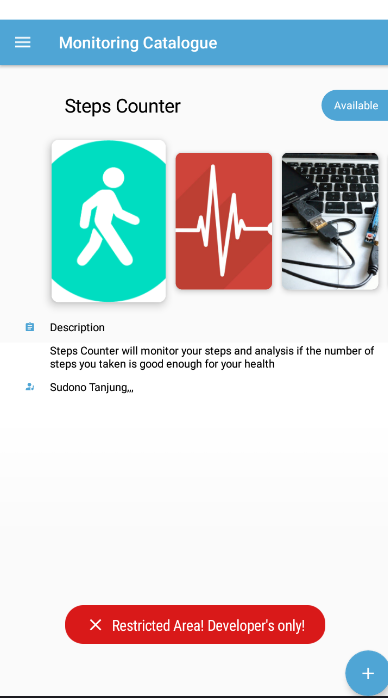 Monitoring Catalogue
Steps Counter
Available
Description
Steps Counter will monitor your steps and analysis if the number of
steps you taken is good enough for your health
Sudono Tanjung,,,
Restricted Area! Developer's only!